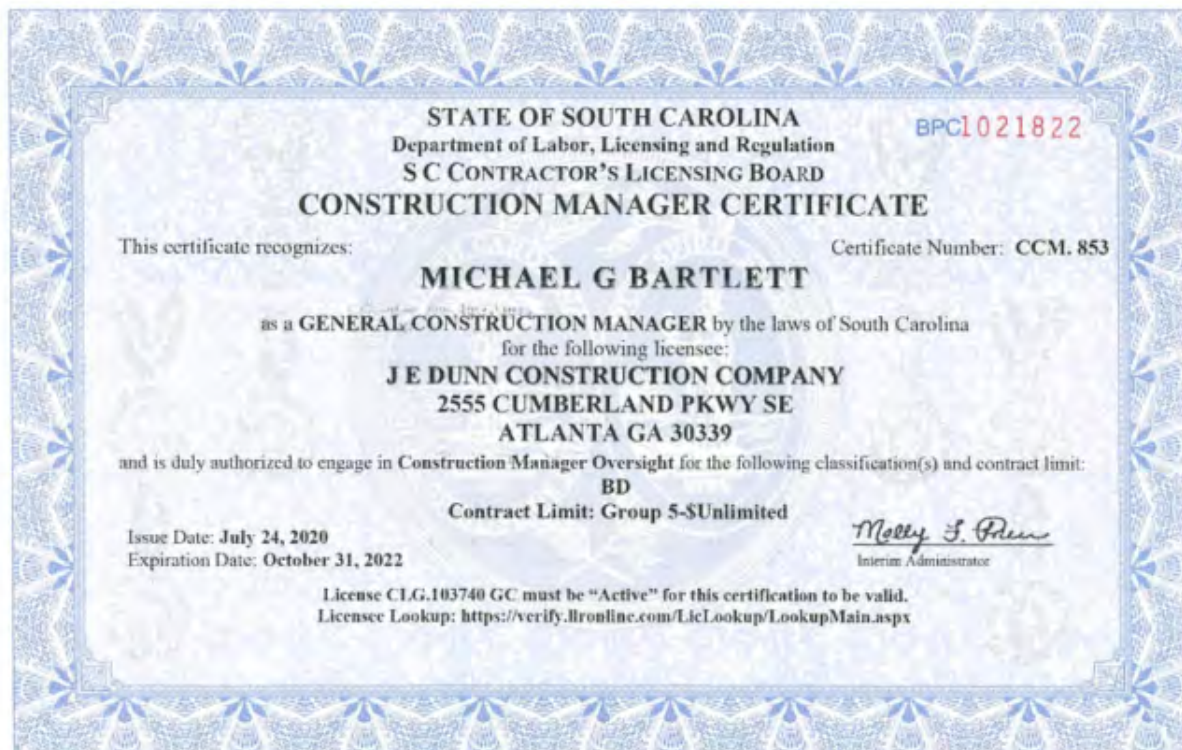 STATE OF SOUTH CAROLINA
BPC1021822
Department of Labor, Licensing and Regulation
S C CONTRACTOR'S LICENSING BOARD
CONSTRUCTION MANAGER CERTIFICATE
This certificate recognizes:
Certificate Number: CCM. 853
MICHAEL G BARTLETT
as a GENERAL CONSTRUCTION MANAGER by the laws of South Carolina
for the following licensee:
J E DUNN CONSTRUCTION COMPANY
2555 CUMBERLAND PKWY SE
ATLANTA GA 30339
and is duly authorized to engage in Construction Manager Oversight for the following classification(s) and contract limit:
BD
Contract Limit: Group 5-$Unlimited
Issue Date: July 24, 2020
Expiration Date: October 31, 2022
Molly F.
Interim Administrator
License CLG.103740 GC must be "Active" for this certification to be valid.
Licensee Lookup: https://verify.llronline.com/LicLookup/LookupMain.aspx